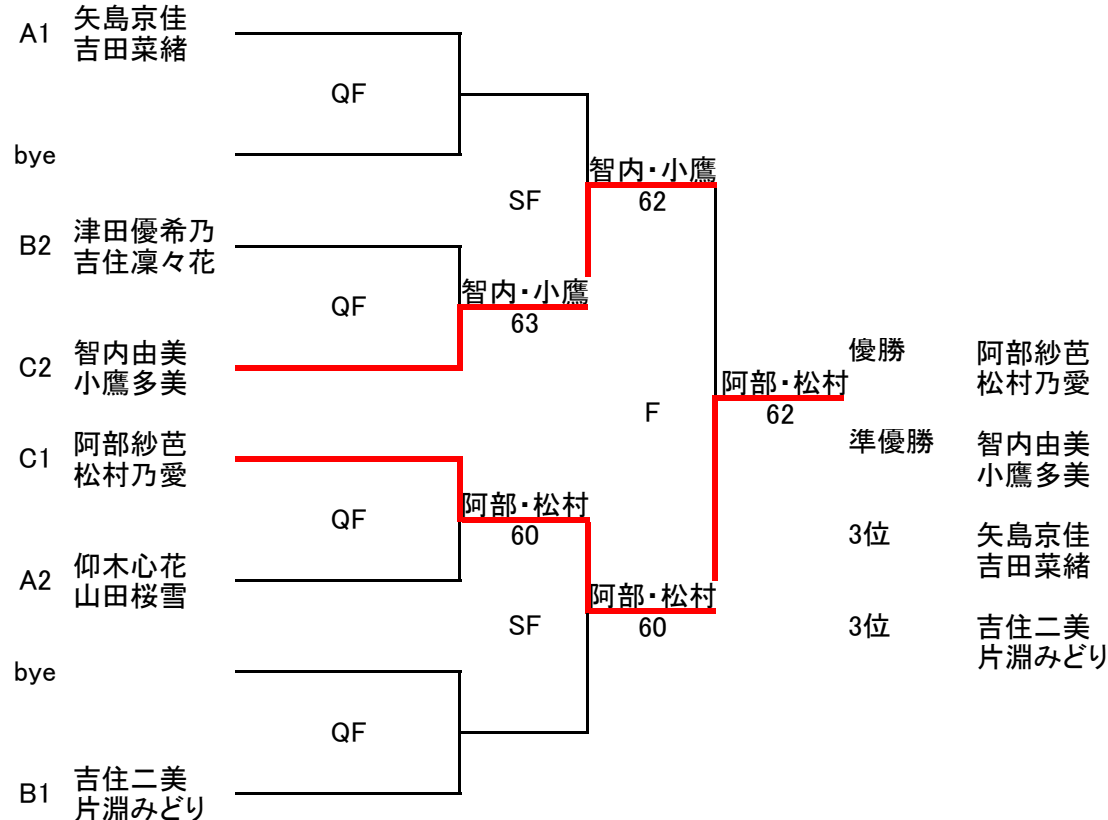 A1 矢島京佳
吉田菜緒
QF
bye
SF
智内・小鷹
62
B2 津田優希乃
吉住凜々花
QF
智内・小鷹
63
C2 智内由美
小鷹多美
F
阿部・松村
62
C1 阿部紗芭
松村乃愛
QF
阿部・松村
60
A2 仰木心花
山田桜雪
SF
阿部・松村
60
bye
QF
B1 吉住二美
片淵みどり
優勝 阿部紗芭
松村乃愛
準優勝 智内由美
小鷹多美
3位 矢島京佳
吉田菜緒
3位 吉住二美
片淵みどり